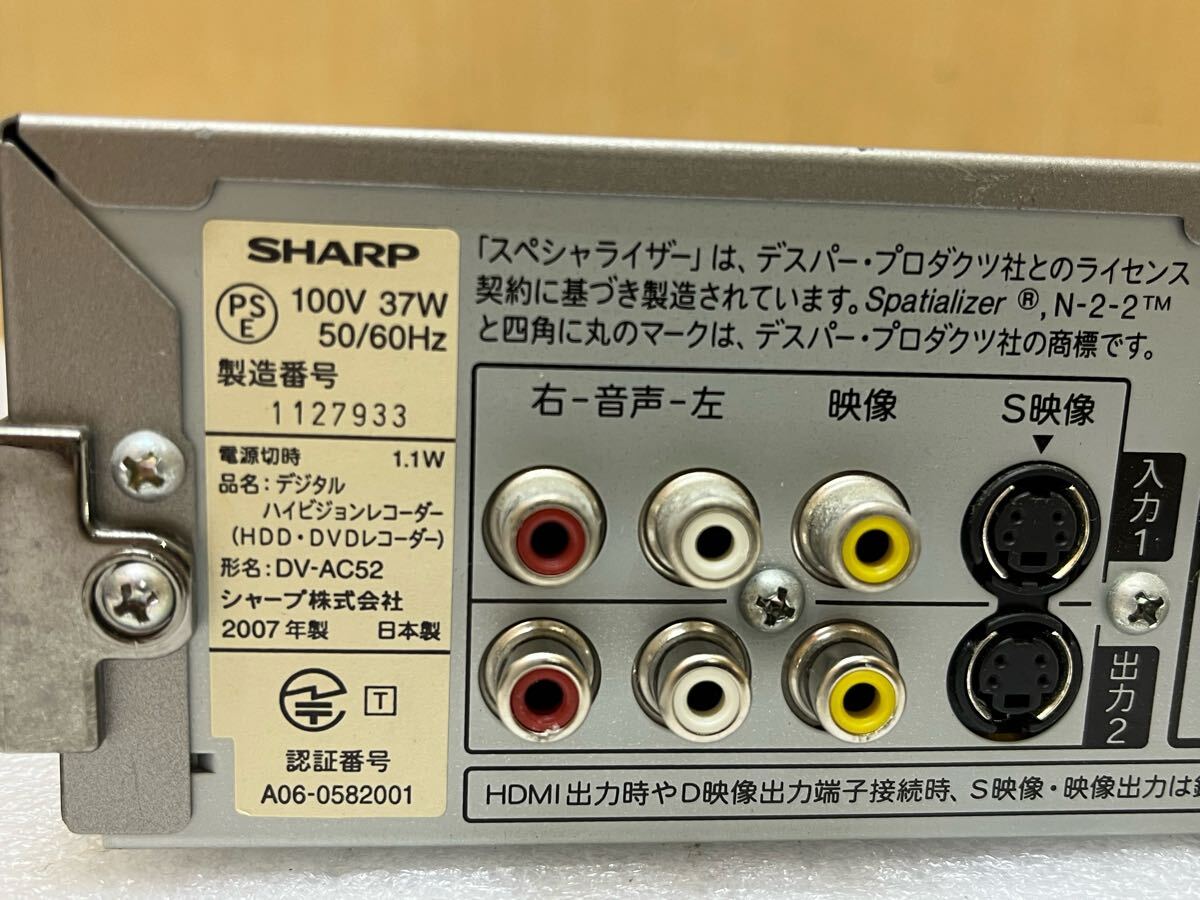 SHARP
PS
E
100V 37W
50/60Hz
製造番号
1127933
電源切時 1.1W
品名：デジタル
ハイビジョンレコーダー
（HDD・DVDレコーダー）
形名：DV-AC52
シャープ株式会社
2007年製 日本製
T
認証番号
A06-0582001
「スペシャライザー」は、デスパー・プロダクツ社とのライセンス
契約に基づき製造されています。Spatializer ®, N-2-2™
と四角に丸のマークは、デスパー・プロダクツ社の商標です。
右-音声-左 映像 S映像
▼
入力1
出力2
HDMI出力時やD映像出力端子接続時、S映像・映像出力は